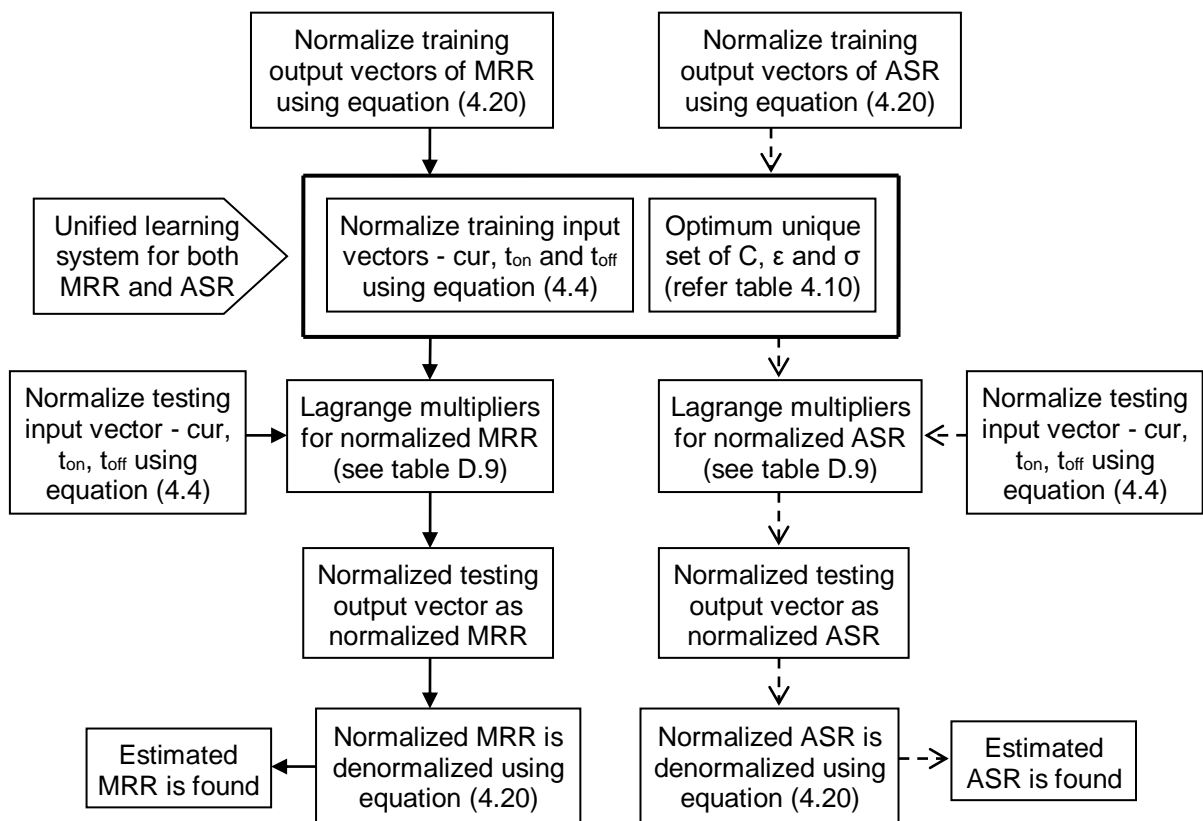 Normalize training
output vectors of MRR
using equation (4.20)
Normalize training
output vectors of ASR
using equation (4.20)
Unified learning
system for both
MRR and ASR
Normalize training input
vectors - cur, ton and toff
using equation (4.4)
Optimum unique
set of C, ε and σ
(refer table 4.10)
Normalize testing
input vector - cur,
ton, toff using
equation (4.4)
Lagrange multipliers
for normalized MRR
(see table D.9)
Lagrange multipliers
for normalized ASR
(see table D.9)
Normalize testing
input vector - cur,
ton, toff using
equation (4.4)
Normalized testing
output vector as
normalized MRR
Normalized testing
output vector as
normalized ASR
Estimated
MRR is found
Normalized MRR is
denormalized using
equation (4.20)
Normalized ASR is
denormalized using
equation (4.20)
Estimated
ASR is found